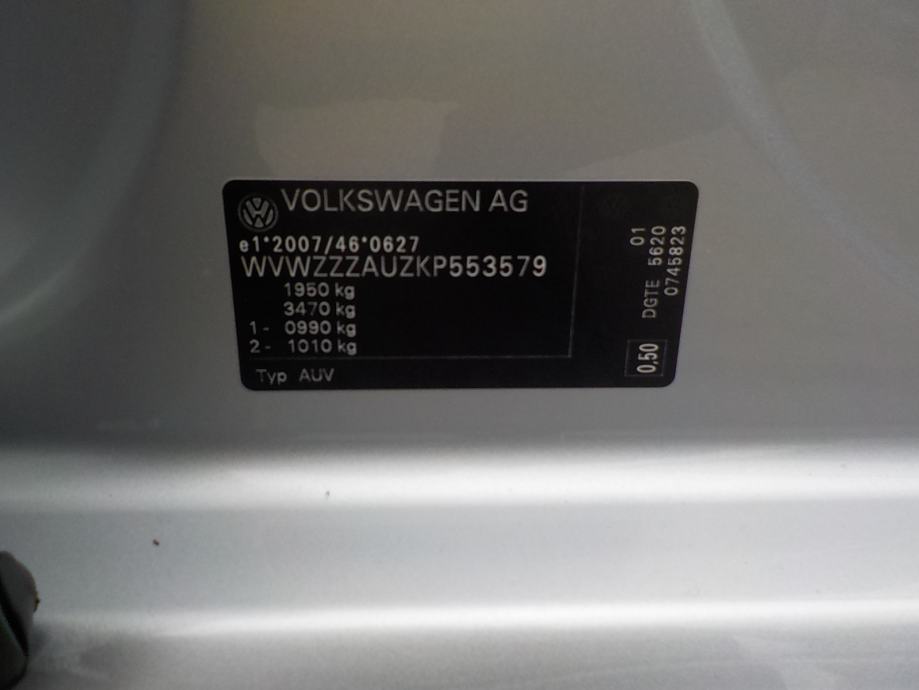 VOLKSWAGEN AG
e1*2007/46*0627
WVWZZZAUZKP553579
1950 kg
3470 kg
1- 0990 kg
2- 1010 kg
Typ AUV
01
DGTE 5620
0745823
0,50